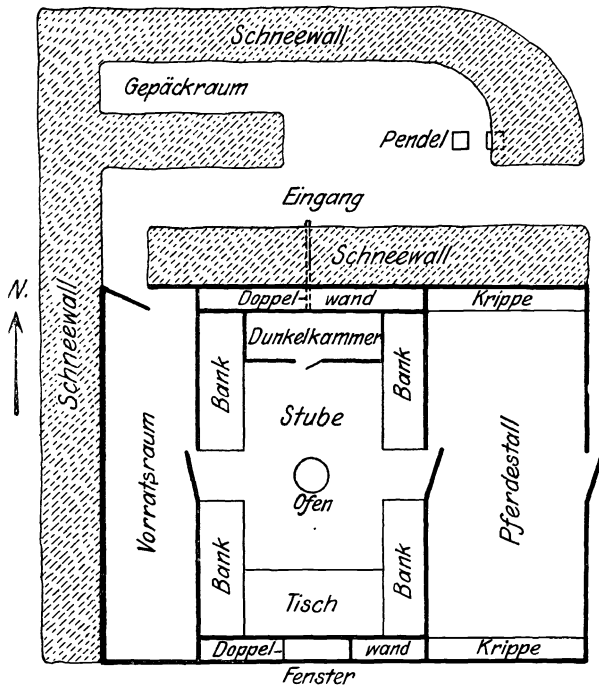 Schneewall
Gepäckraum
Pendel
Eingang
Schneewall
N.
Doppel- wand
Krippe
Dunkelkammer
Schneewall
Bank
Bank
Stube
Vorratsraum
Pferdestall
Ofen
Bank
Bank
Tisch
Doppel- wand
Krippe
Fenster